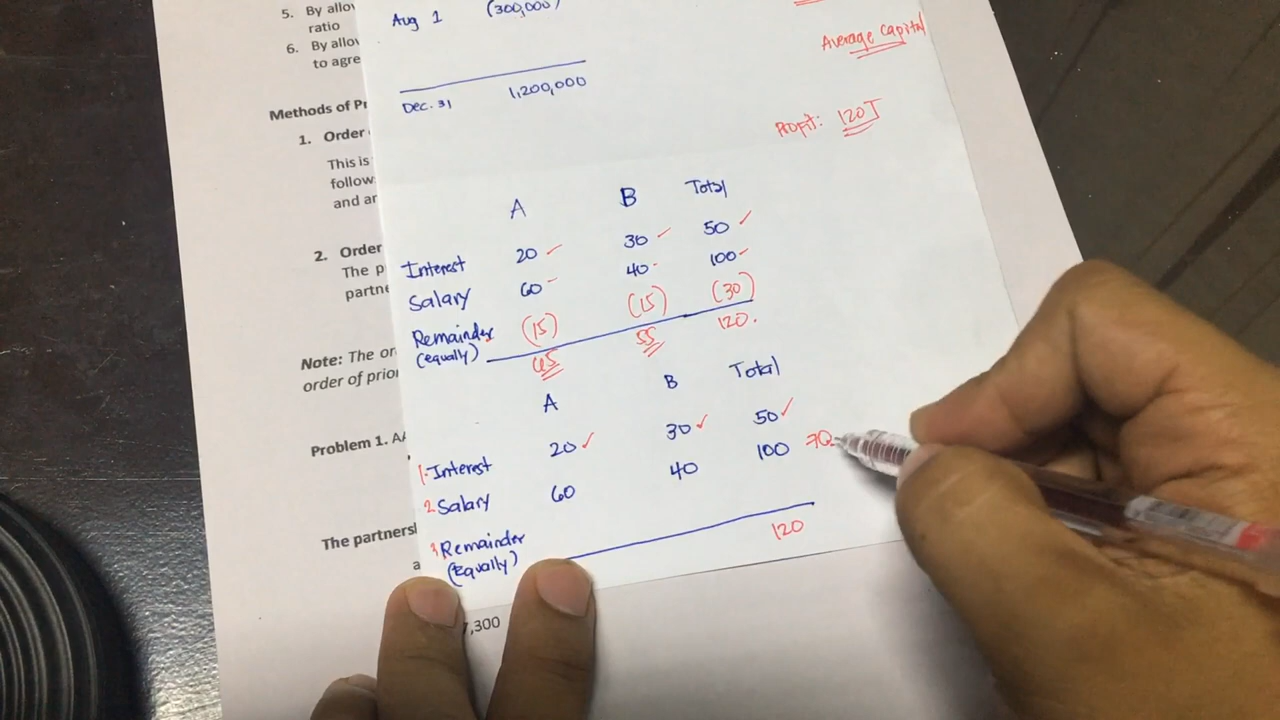 5. By allow
ratio
6. By allow
to agre
Aug 1 (300,000)
Dec. 31 1,200,000
Average Capital
Profit: 120T
Methods of Pr
1. Order
This is
follow
and ar
2. Order
The p
partne
Note: The or
order of prior
Problem 1. AA
The partnersh
a
7,300
A B Total
Interest 20 ✓ 30 ✓ 50 ✓
Salary 60 40 100
Remainder (15) (15) (30)
(equally) 65 55 120.
A B Total
1. Interest 20 ✓ 30 ✓ 50 ✓
2. Salary 60 40 100 70
3 Remainder
(Equally) 120